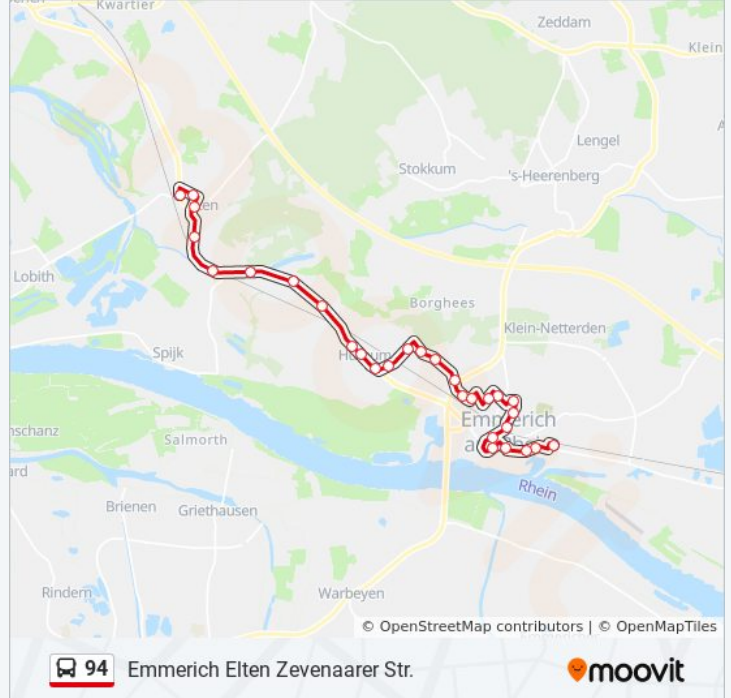 Kwartier
Zeddam
Klein
Lengel
Stokkum
's-Heerenberg
Lobith
Borghees
Klein-Netterden
Spijk
Emmerich
Salmorth
Rhein
Brienen
Griethausen
Rindern
Warbeyen
© OpenStreetMap contributors | © OpenMapTiles
94 Emmerich Elten Zevenaarer Str.
moovit